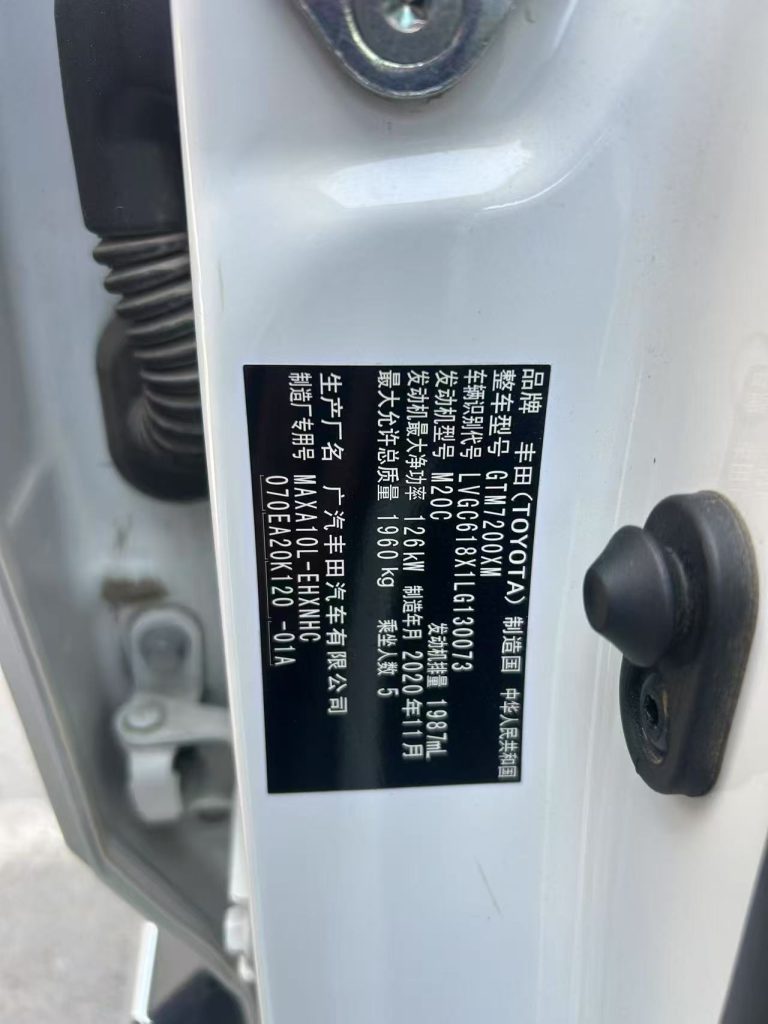 品牌 丰田(TOYOTA) 制造国 中华人民共和国
整车型号 GTM7200XM
车辆识别代号 LVGC618X1LG130073
发动机型号 M20C 发动机排量 1987mL
发动机最大净功率 126kW 制造年月 2020年11月
最大允许总质量 1960 kg 乘坐人数 5
生产厂名 广汽丰田汽车有限公司
制造厂专用号 MAXA10L-EHXNHC
070EA20K120 -01A